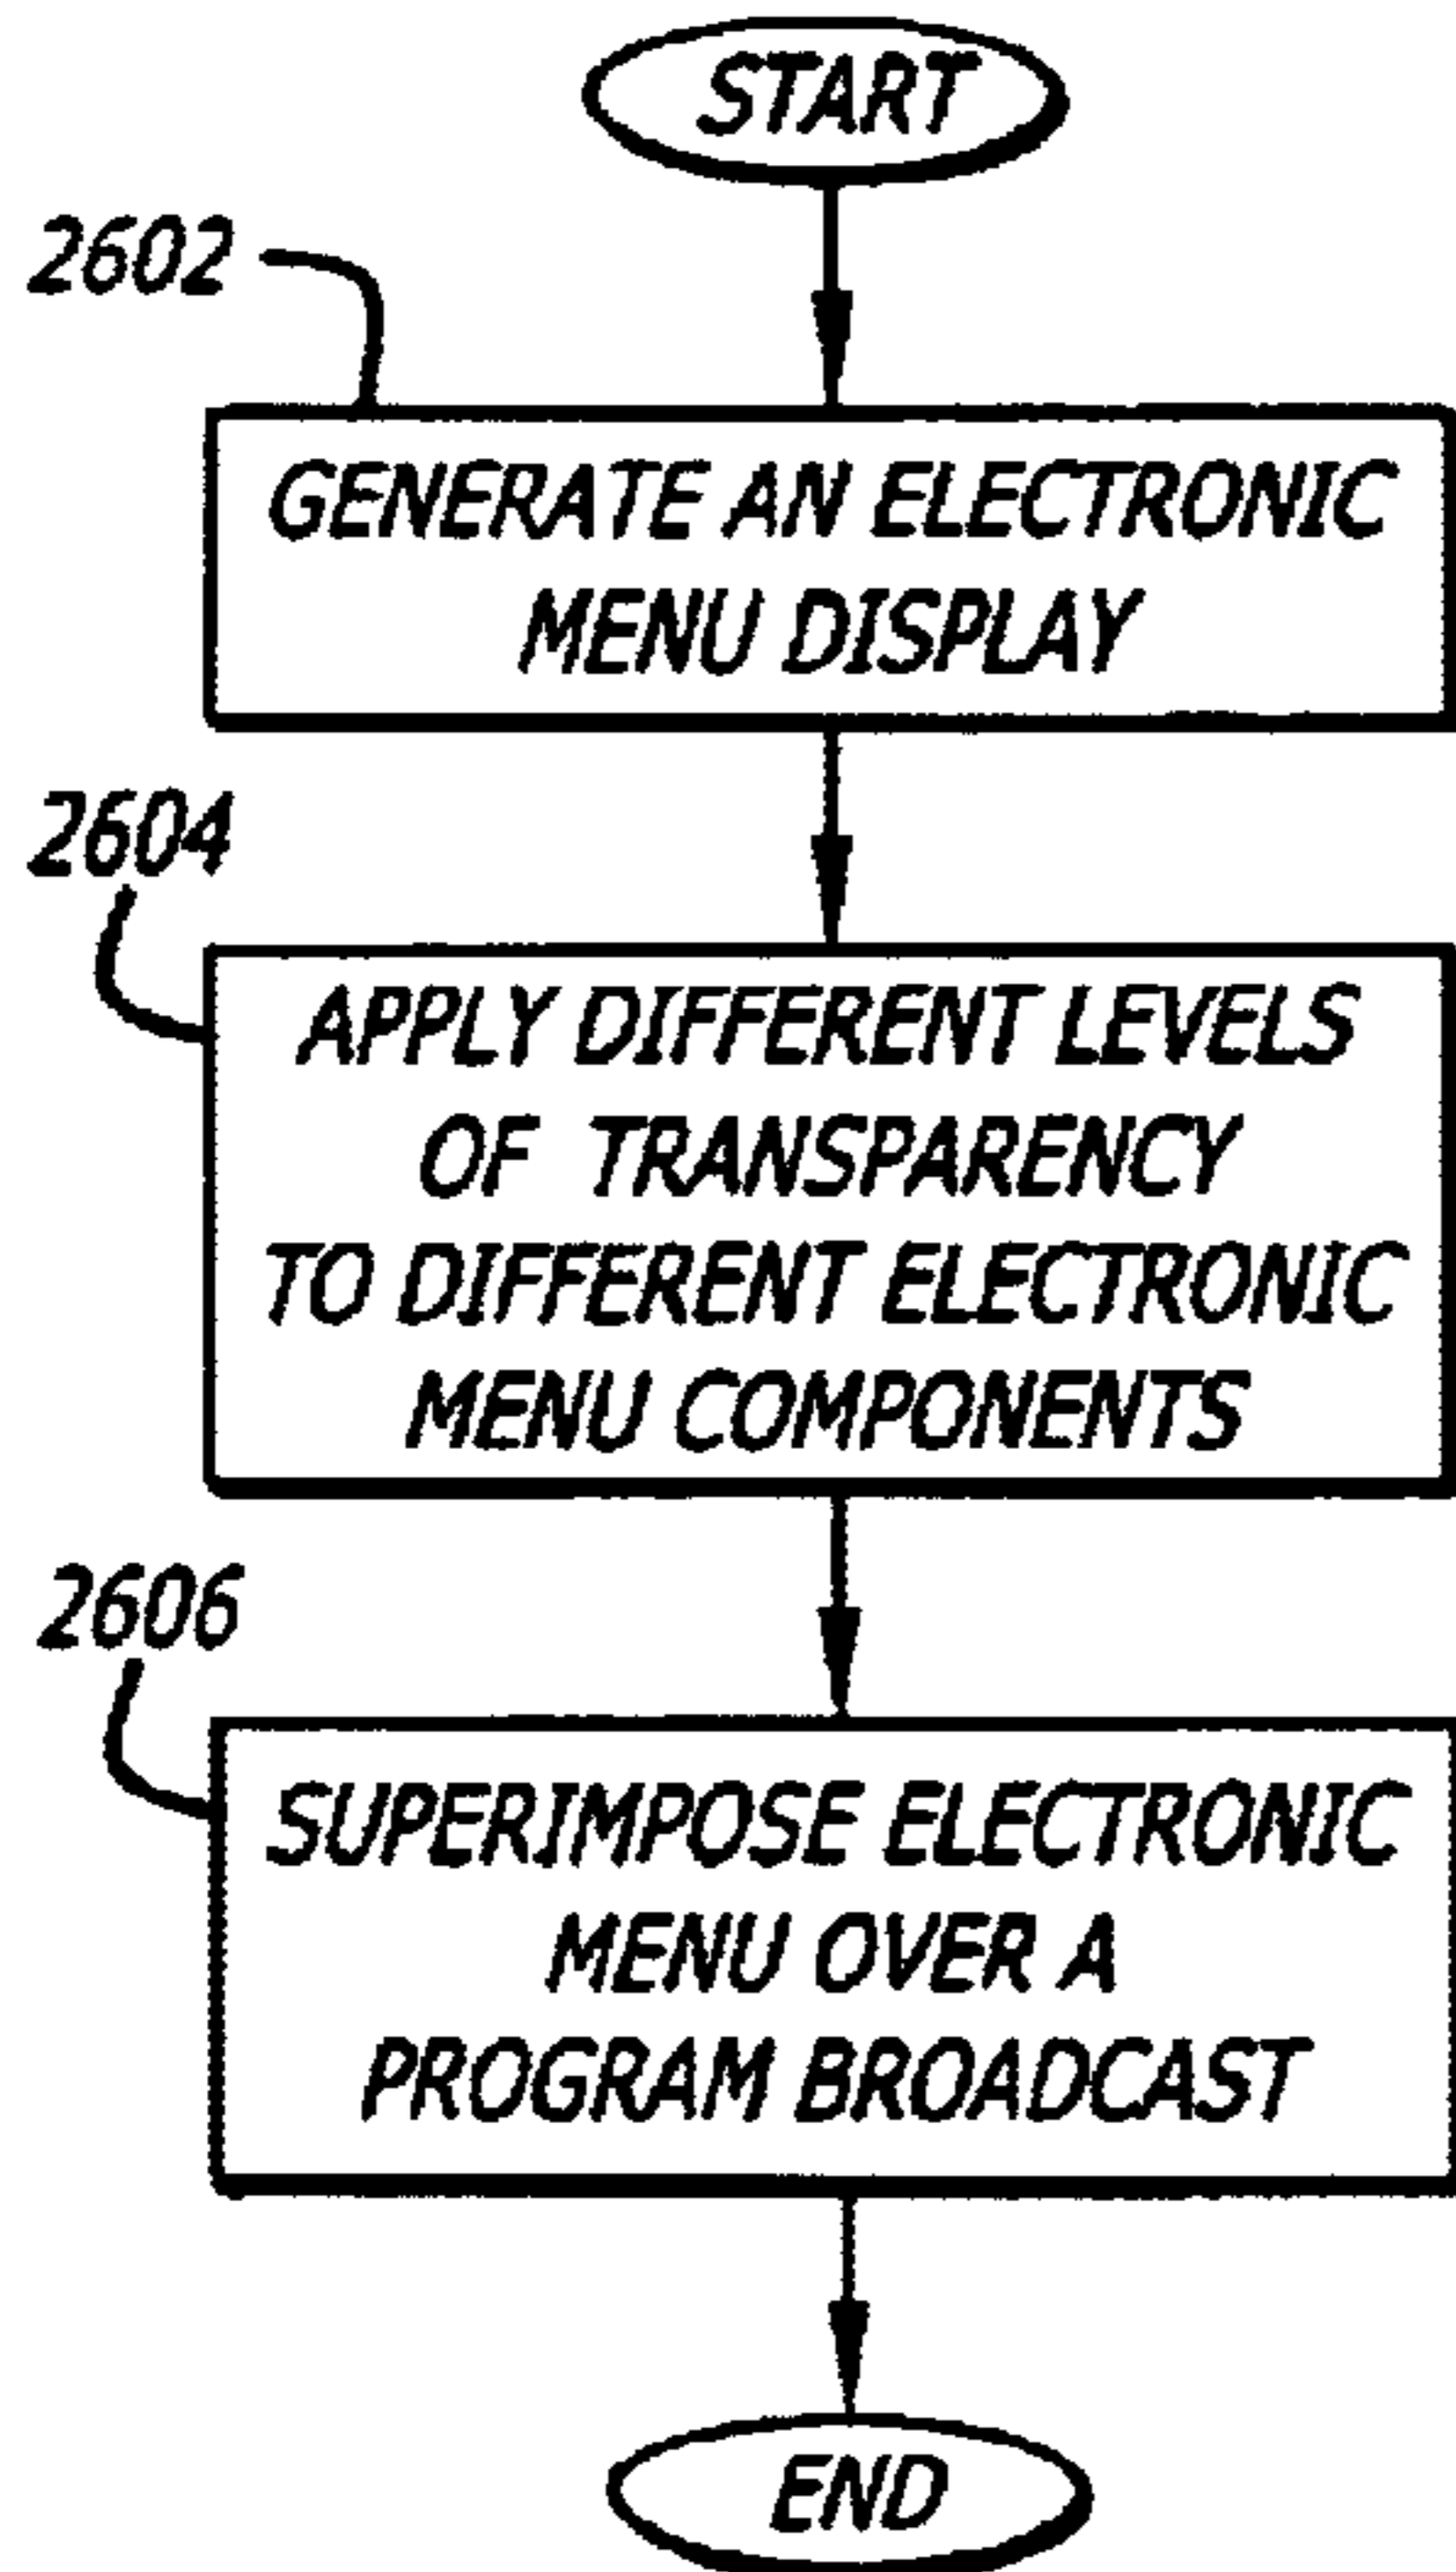 START
2602
GENERATE AN ELECTRONIC
MENU DISPLAY
2604
APPLY DIFFERENT LEVELS
OF TRANSPARENCY
TO DIFFERENT ELECTRONIC
MENU COMPONENTS
2606
SUPERIMPOSE ELECTRONIC
MENU OVER A
PROGRAM BROADCAST
END